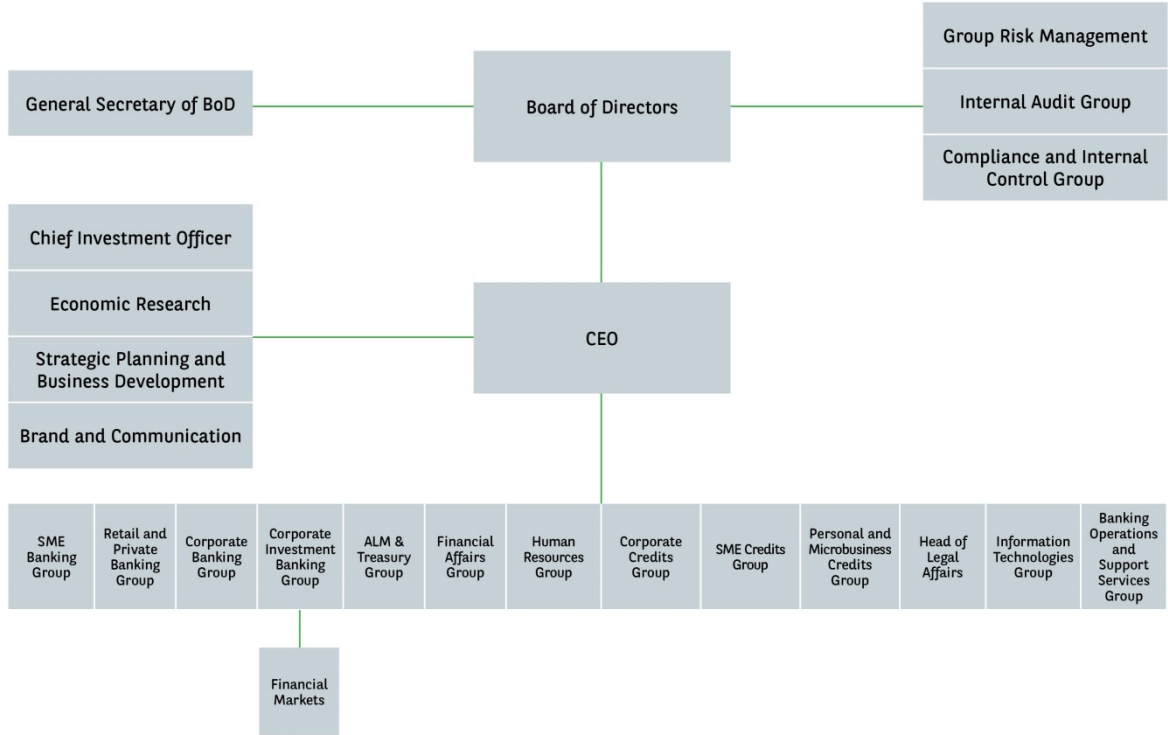 Group Risk Management
General Secretary of BoD
Board of Directors
Internal Audit Group
Compliance and Internal
Control Group
Chief Investment Officer
Economic Research
Strategic Planning and
Business Development
Brand and Communication
CEO
SME
Banking
Group
Retail and
Private
Banking
Group
Corporate
Banking
Group
Corporate
Investment
Banking
Group
ALM &
Treasury
Group
Financial
Affairs
Group
Human
Resources
Group
Corporate
Credits
Group
SME Credits
Group
Personal and
Microbusiness
Credits
Group
Head of
Legal
Affairs
Information
Technologies
Group
Banking
Operations
and
Support
Services
Group
Financial
Markets